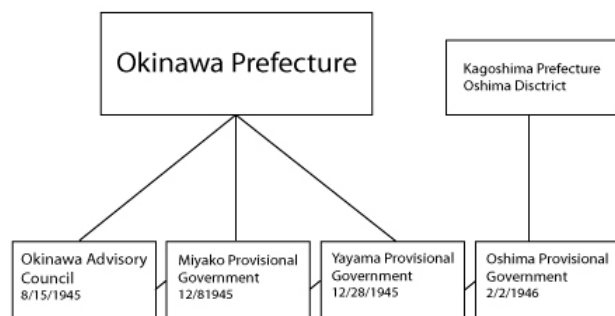 Okinawa Prefecture
Kagoshima Prefecture
Oshima Disctrict
Okinawa Advisory
Council
8/15/1945
Miyako Provisional
Government
12/81945
Yayama Provisional
Government
12/28/1945
Oshima Provisional
Government
2/2/1946